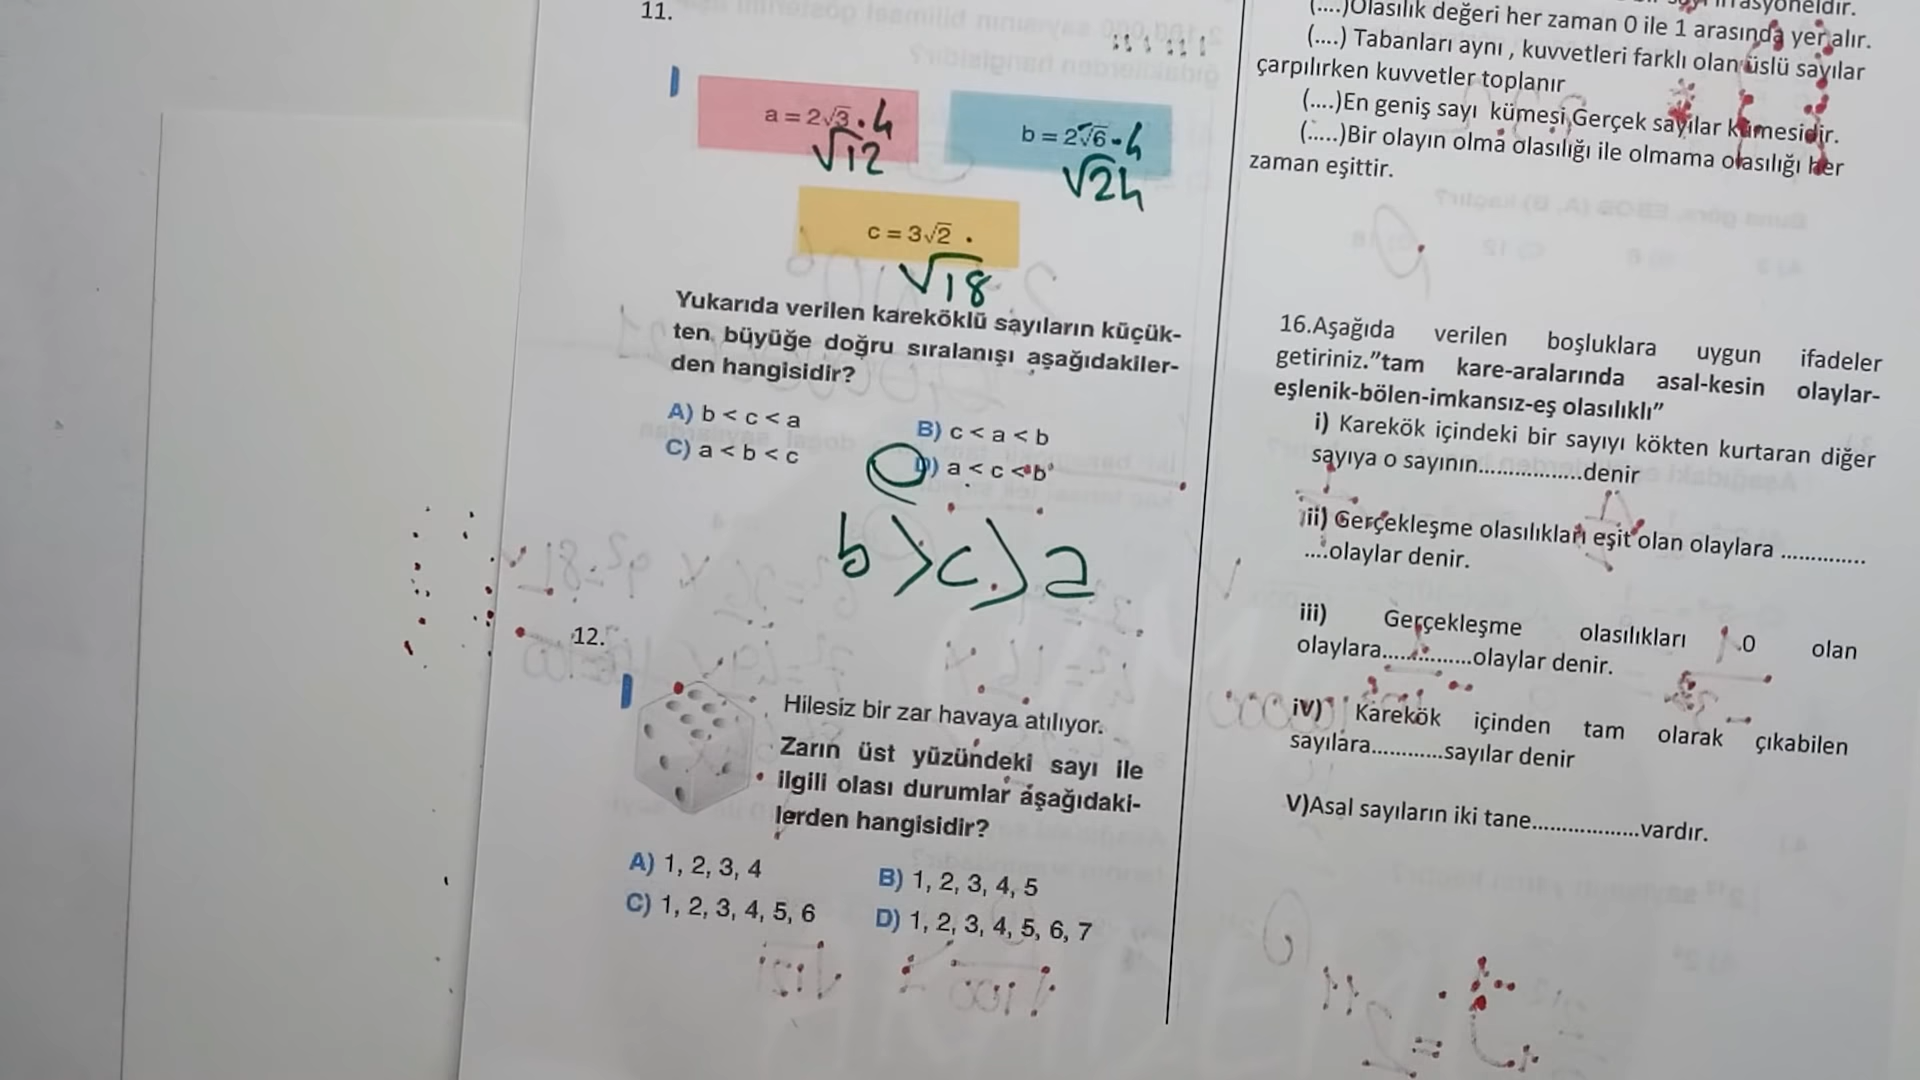 11.
a = 2√3 . 4
√12
b = 2√6 - 4
√24
c = 3√2 .
√18
Yukarıda verilen kareköklü sayıların küçük-
ten büyüğe doğru sıralanışı aşağıdakiler-
den hangisidir?
A) b < c < a
B) c < a < b
C) a < b < c
D) a < c < b
b > c > a
12.
Hilesiz bir zar havaya atılıyor.
Zarın üst yüzündeki sayı ile
ilgili olası durumlar aşağıdaki-
lerden hangisidir?
A) 1, 2, 3, 4
B) 1, 2, 3, 4, 5
C) 1, 2, 3, 4, 5, 6
D) 1, 2, 3, 4, 5, 6, 7
(....)Olasılık değeri her zaman 0 ile 1 arasında yer alır.
(....) Tabanları aynı , kuvvetleri farklı olan üslü sayılar
çarpılırken kuvvetler toplanır
(....)En geniş sayı kümesi Gerçek sayılar kümesidir.
(.....)Bir olayın olma olasılığı ile olmama olasılığı her
zaman eşittir.
16.Aşağıda verilen boşluklara uygun ifadeler
getiriniz."tam kare-aralarında asal-kesin olaylar-
eşlenik-bölen-imkansız-eş olasılıklı"
i) Karekök içindeki bir sayıyı kökten kurtaran diğer
sayıya o sayının................denir
ii) Gerçekleşme olasılıkları eşit olan olaylara .............
....olaylar denir.
iii) Gerçekleşme olasılıkları 0 olan
olaylara..............olaylar denir.
iv) Karekök içinden tam olarak çıkabilen
sayılara...........sayılar denir
V)Asal sayıların iki tane..................vardır.